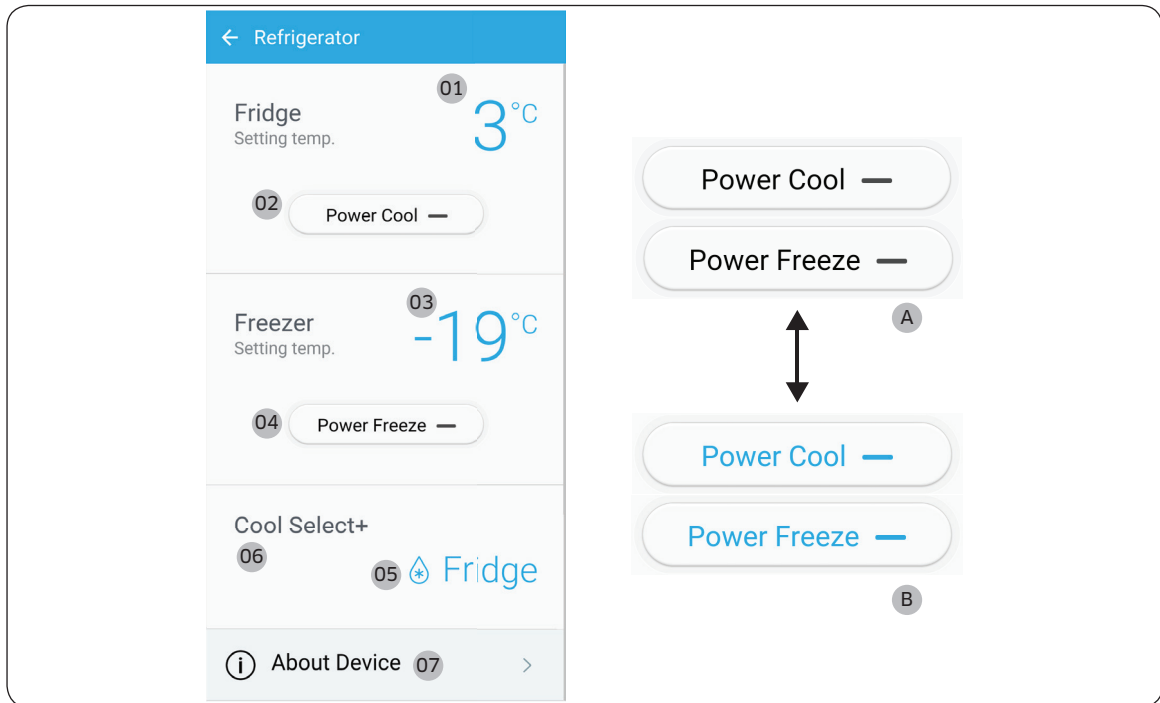 Refrigerator
01
Fridge
3°C
Setting temp.
02
Power Cool
03
Freezer
-19°C
Setting temp.
04
Power Freeze
Cool Select+
06
05
Fridge
About Device
07
Power Cool
Power Freeze
A
Power Cool
Power Freeze
B